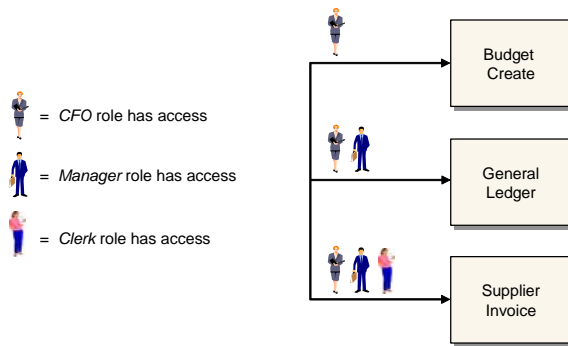 Budget
Create
= CFO role has access
General
Ledger
= Manager role has access
= Clerk role has access
Supplier
Invoice